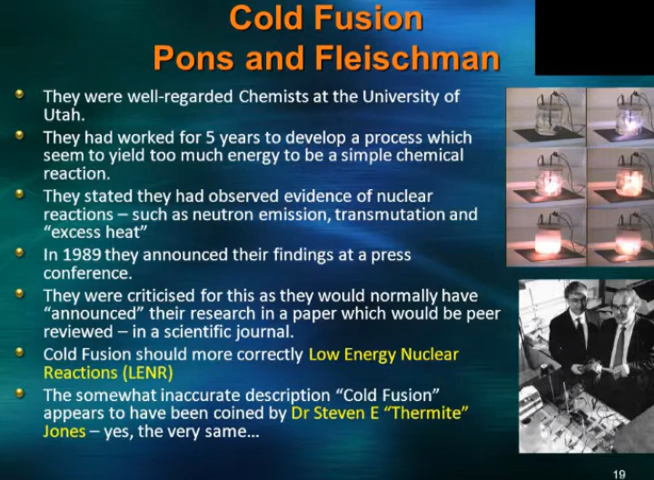 Cold Fusion
Pons and Fleischman
They were well-regarded Chemists at the University of
Utah.
They had worked for 5 years to develop a process which
seem to yield too much energy to be a simple chemical
reaction.
They stated they had observed evidence of nuclear
reactions – such as neutron emission, transmutation and
“excess heat”
In 1989 they announced their findings at a press
conference.
They were criticised for this as they would normally have
“announced” their research in a paper which would be peer
reviewed – in a scientific journal.
Cold Fusion should more correctly Low Energy Nuclear
Reactions (LENR)
The somewhat inaccurate description “Cold Fusion”
appears to have been coined by Dr Steven E “Thermite”
Jones – yes, the very same…
19